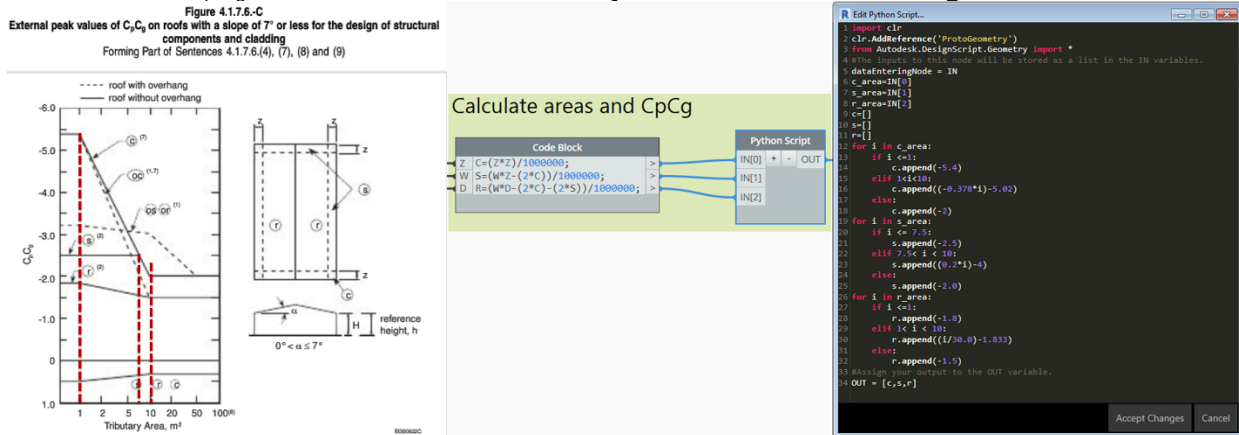 Figure 4.1.7.6.-C
External peak values of CpCg on roofs with a slope of 7° or less for the design of structural
components and cladding
Forming Part of Sentences 4.1.7.6.(4), (7), (8) and (9)
roof with overhang
roof without overhang
-6.0
-5.0
-4.0
-3.0
-2.0
-1.0
0
1.0
CpCg
c (7)
oc (1,7)
os or (1)
s (2)
r (2)
s r c
1 2 5 10 20 50 100(6)
Tributary Area, m²
z z
z
s
r r
z
c
α
H
reference
height, h
0° < α ≤ 7°
EG00922C
Calculate areas and CpCg
Code Block
Z C=(Z*Z)/1000000; >
W S=(W*Z-(2*C))/1000000; >
D R=(W*D-(2*C)-(2*S))/1000000; >
Python Script
IN[0] + - OUT
IN[1]
IN[2]
R Edit Python Script...
1 import clr
2 clr.AddReference('ProtoGeometry')
3 from Autodesk.DesignScript.Geometry import *
4 #The inputs to this node will be stored as a list in the IN variables.
5 dataEnteringNode = IN
6 c_area=IN[0]
7 s_area=IN[1]
8 r_area=IN[2]
9 c=[]
10 s=[]
11 r=[]
12 for i in c_area:
13 if i <=1:
14 c.append(-5.4)
15 elif 1<i<10:
16 c.append((-0.378*i)-5.02)
17 else:
18 c.append(-2)
19 for i in s_area:
20 if i <= 7.5:
21 s.append(-2.5)
22 elif 7.5< i < 10:
23 s.append((0.2*i)-4)
24 else:
25 s.append(-2.0)
26 for i in r_area:
27 if i <=1:
28 r.append(-1.8)
29 elif 1< i < 10:
30 r.append((i/30.0)-1.833)
31 else:
32 r.append(-1.5)
33 #Assign your output to the OUT variable.
34 OUT = [c,s,r]
Accept Changes Cancel